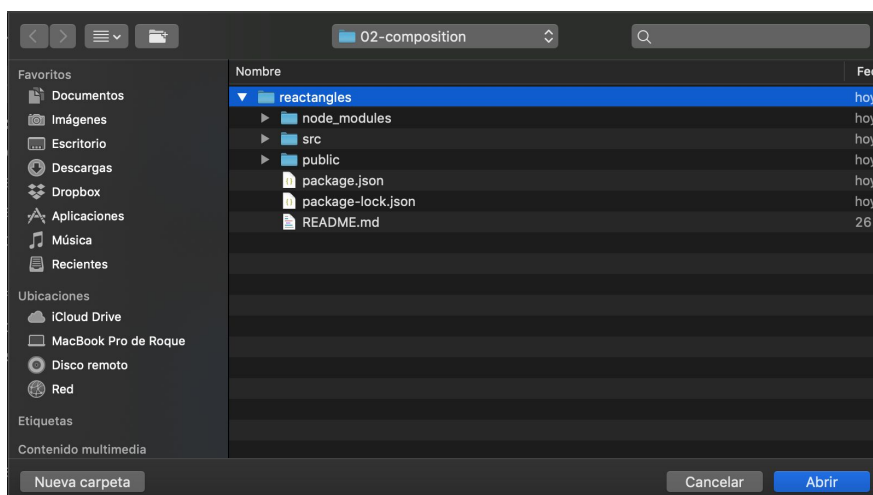 02-composition
Favoritos
Documentos
Imágenes
Escritorio
Descargas
Dropbox
Aplicaciones
Música
Recientes
Ubicaciones
iCloud Drive
MacBook Pro de Roque
Disco remoto
Red
Etiquetas
Contenido multimedia
Nombre Fe
reactangles hoy
node_modules hoy
src hoy
public hoy
package.json hoy
package-lock.json hoy
README.md 26
Nueva carpeta Cancelar Abrir